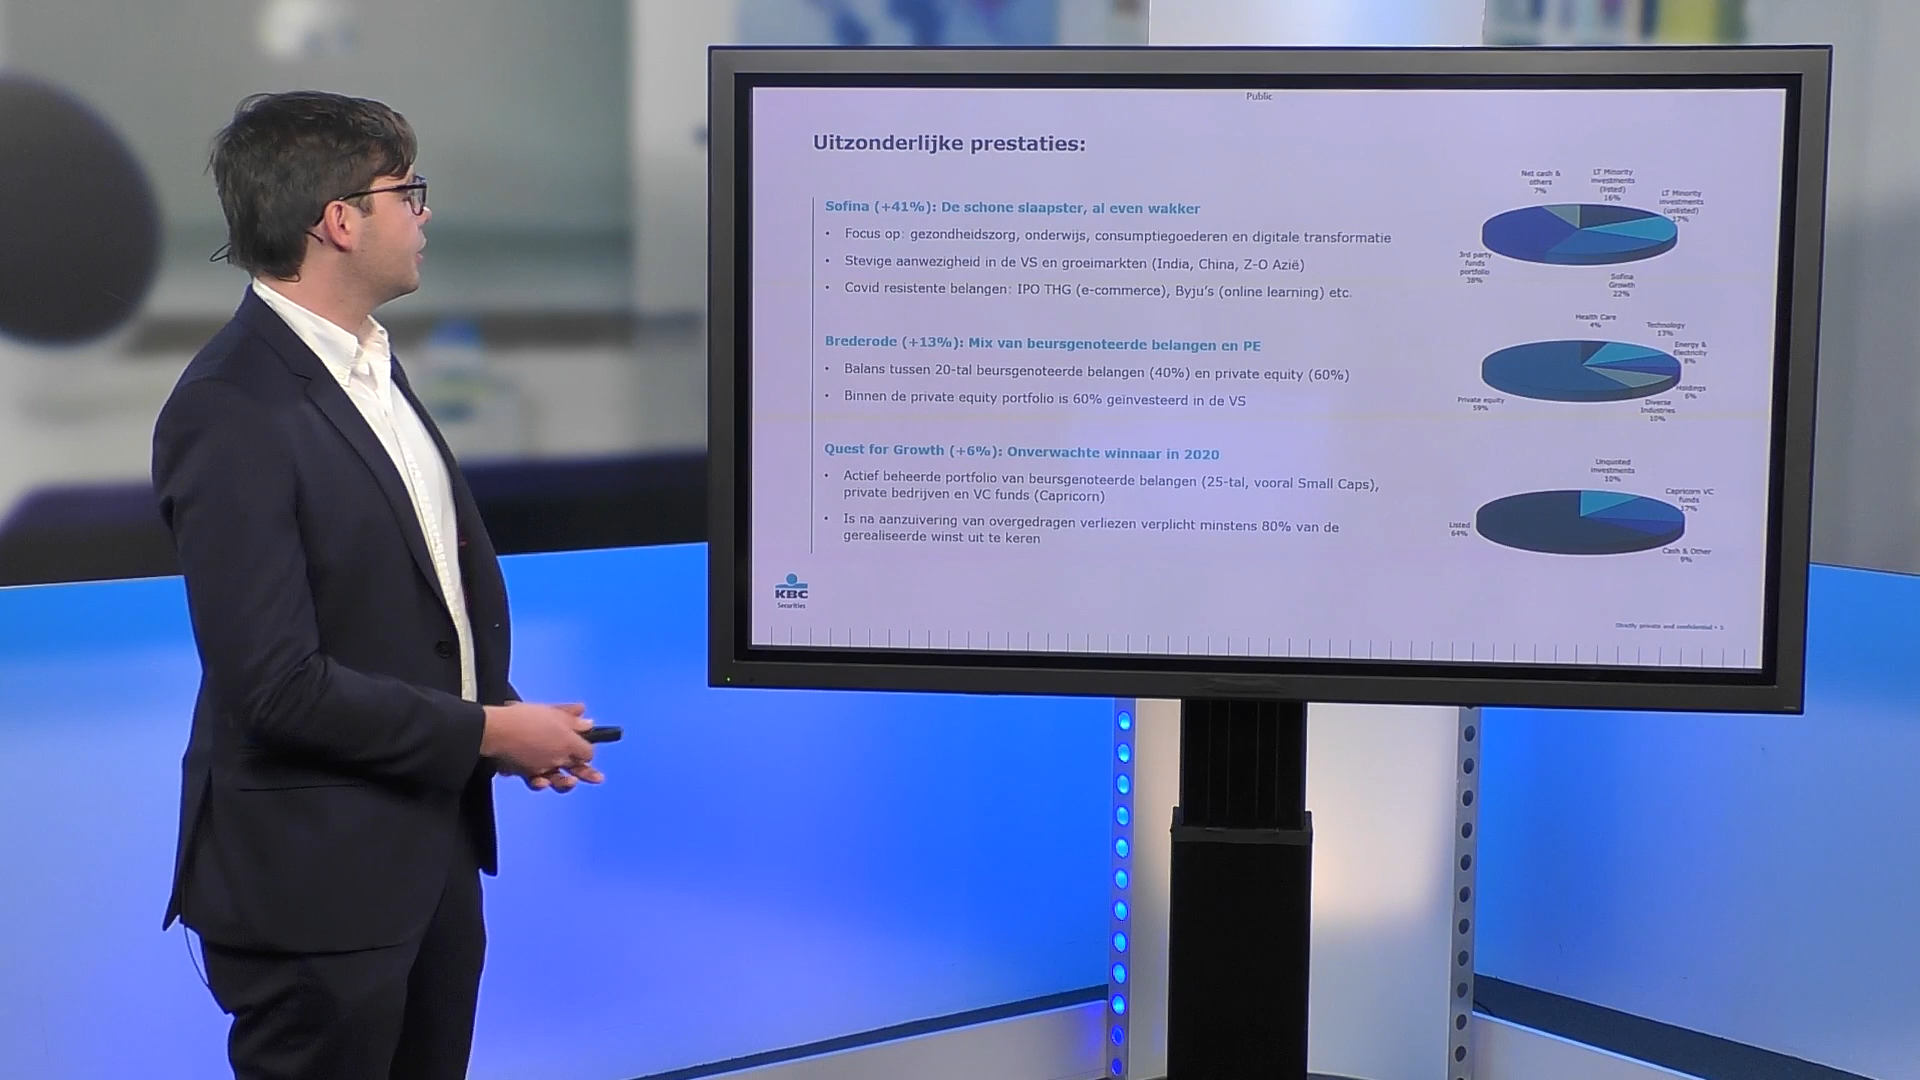 Public
Uitzonderlijke prestaties:
Sofina (+41%): De schone slaapster, al even wakker
• Focus op: gezondheidszorg, onderwijs, consumptiegoederen en digitale transformatie
• Stevige aanwezigheid in de VS en groeimarkten (India, China, Z-O Azië)
• Covid resistente belangen: IPO THG (e-commerce), Byju's (online learning) etc.
Net cash &
others
7%
LT Minority
investments
(listed)
16%
LT Minority
investments
(unlisted)
17%
3rd party
funds
portfolio
38%
Sofina
Growth
22%
Brederode (+13%): Mix van beursgenoteerde belangen en PE
• Balans tussen 20-tal beursgenoteerde belangen (40%) en private equity (60%)
• Binnen de private equity portfolio is 60% geïnvesteerd in de VS
Health Care
4%
Technology
13%
Energy &
Electricity
8%
Holdings
6%
Diverse
Industries
10%
Private equity
59%
Quest for Growth (+6%): Onverwachte winnaar in 2020
• Actief beheerde portfolio van beursgenoteerde belangen (25-tal, vooral Small Caps),
private bedrijven en VC funds (Capricorn)
• Is na aanzuivering van overgedragen verliezen verplicht minstens 80% van de
gerealiseerde winst uit te keren
Unquoted
investments
10%
Capricorn VC
funds
17%
Listed
64%
Cash & Other
9%
KBC
Securities
Strictly private and confidential • 5